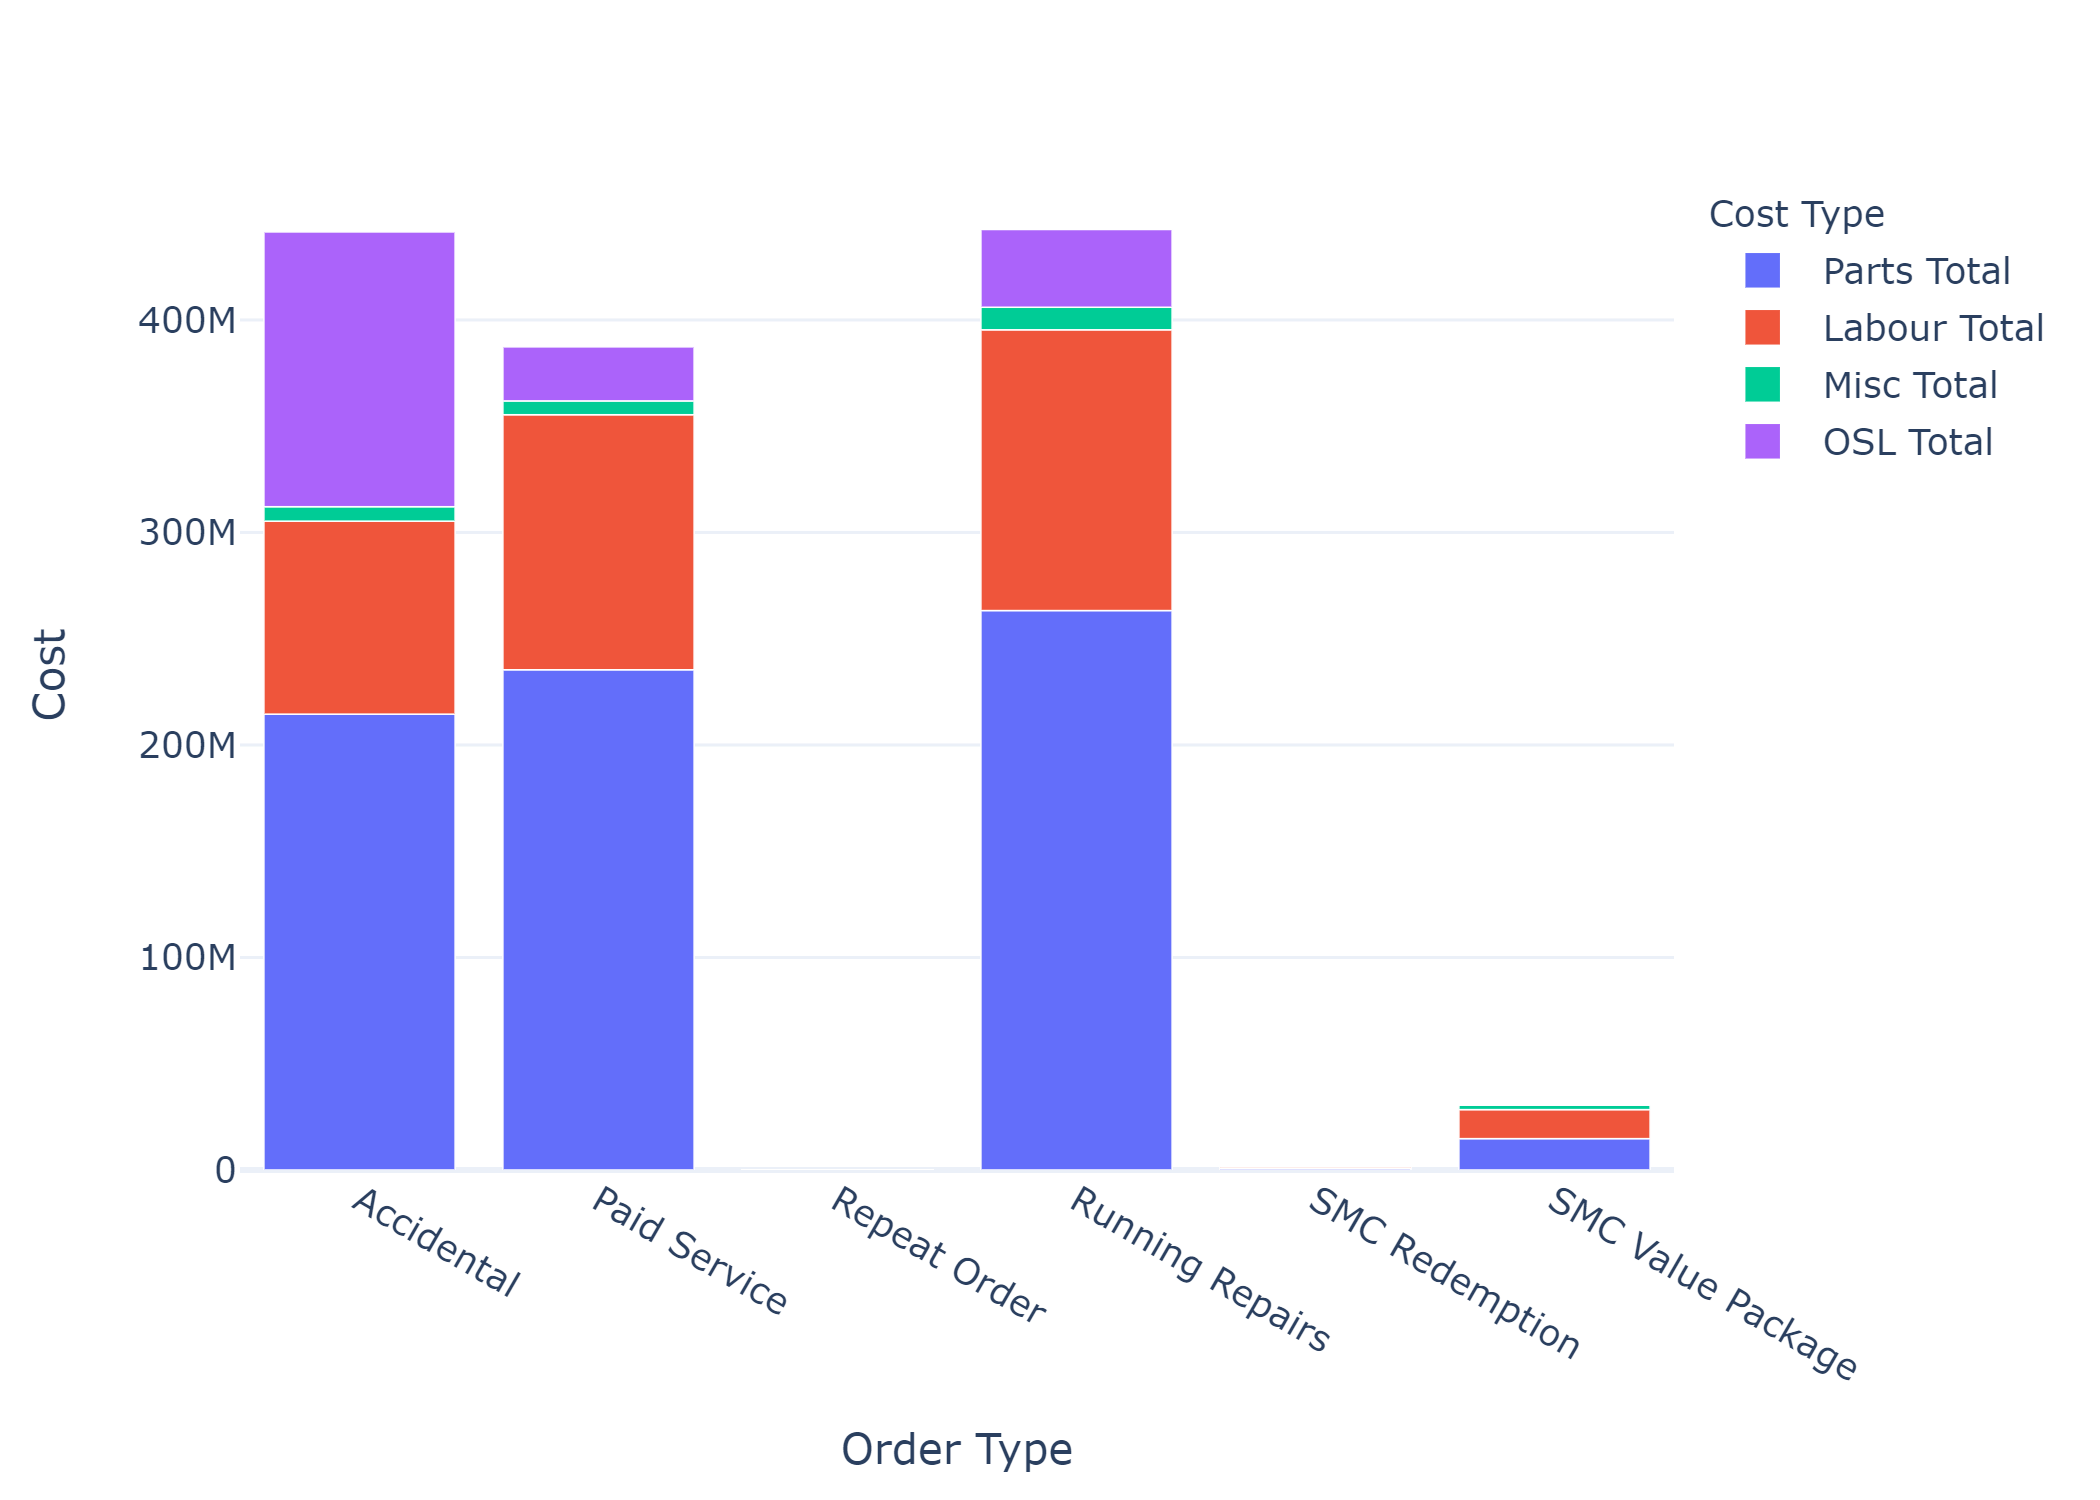 Cost Type
Parts Total
Labour Total
Misc Total
OSL Total
400M
300M
200M
100M
0
Cost
Accidental
Paid Service
Repeat Order
Running Repairs
SMC Redemption
SMC Value Package
Order Type